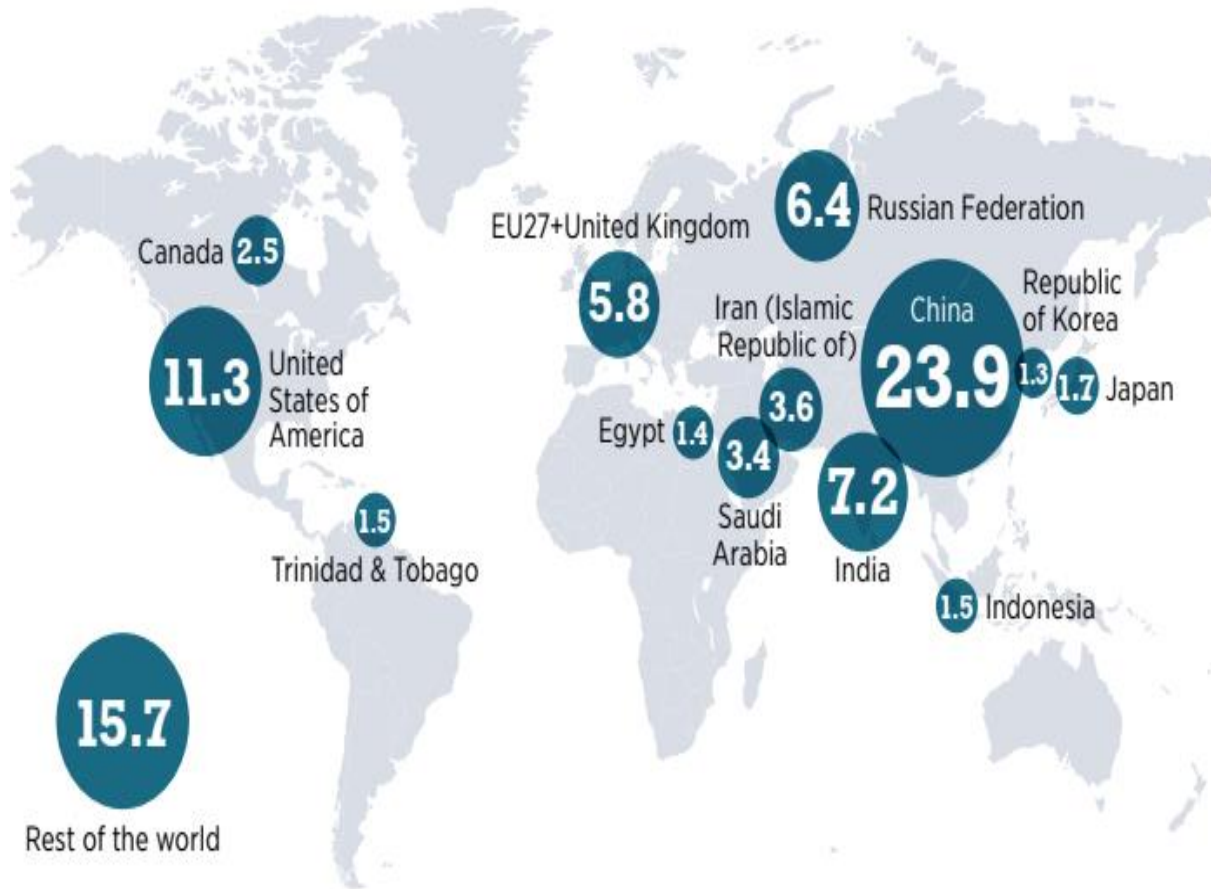 6.4 Russian Federation
EU27+United Kingdom
5.8
Canada 2.5
Iran (Islamic
Republic of)
3.6
China
23.9
Republic
of Korea
1.3
1.7 Japan
11.3
United
States of
America
Egypt 1.4
3.4
Saudi
Arabia
7.2
India
1.5
Trinidad & Tobago
1.5 Indonesia
15.7
Rest of the world